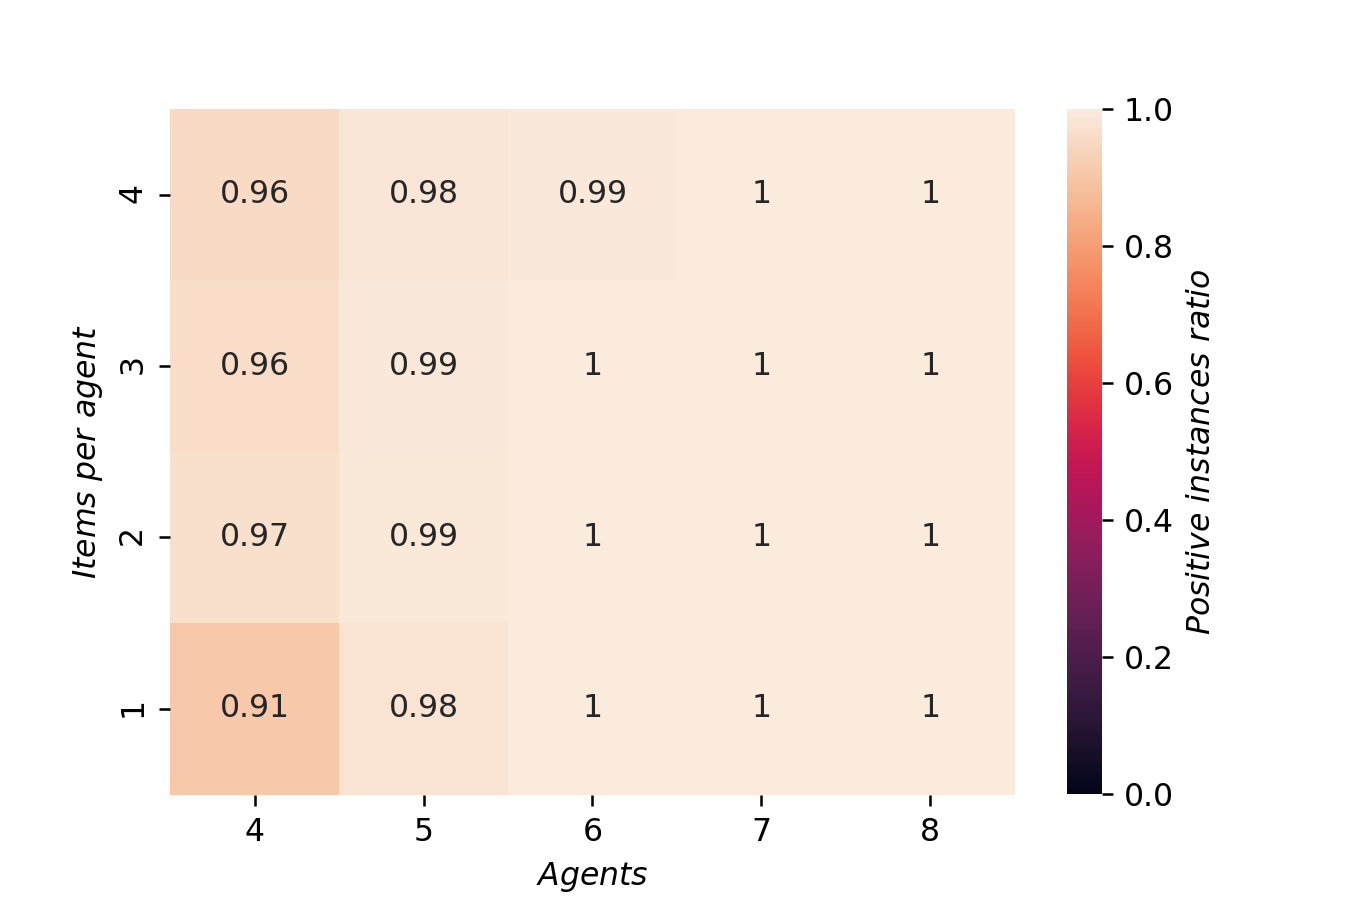 4
0.96 0.98 0.99 1 1
3
0.96 0.99 1 1 1
2
0.97 0.99 1 1 1
1
0.91 0.98 1 1 1
4 5 6 7 8
Agents
Items per agent
1.0
0.8
0.6
0.4
0.2
0.0
Positive instances ratio